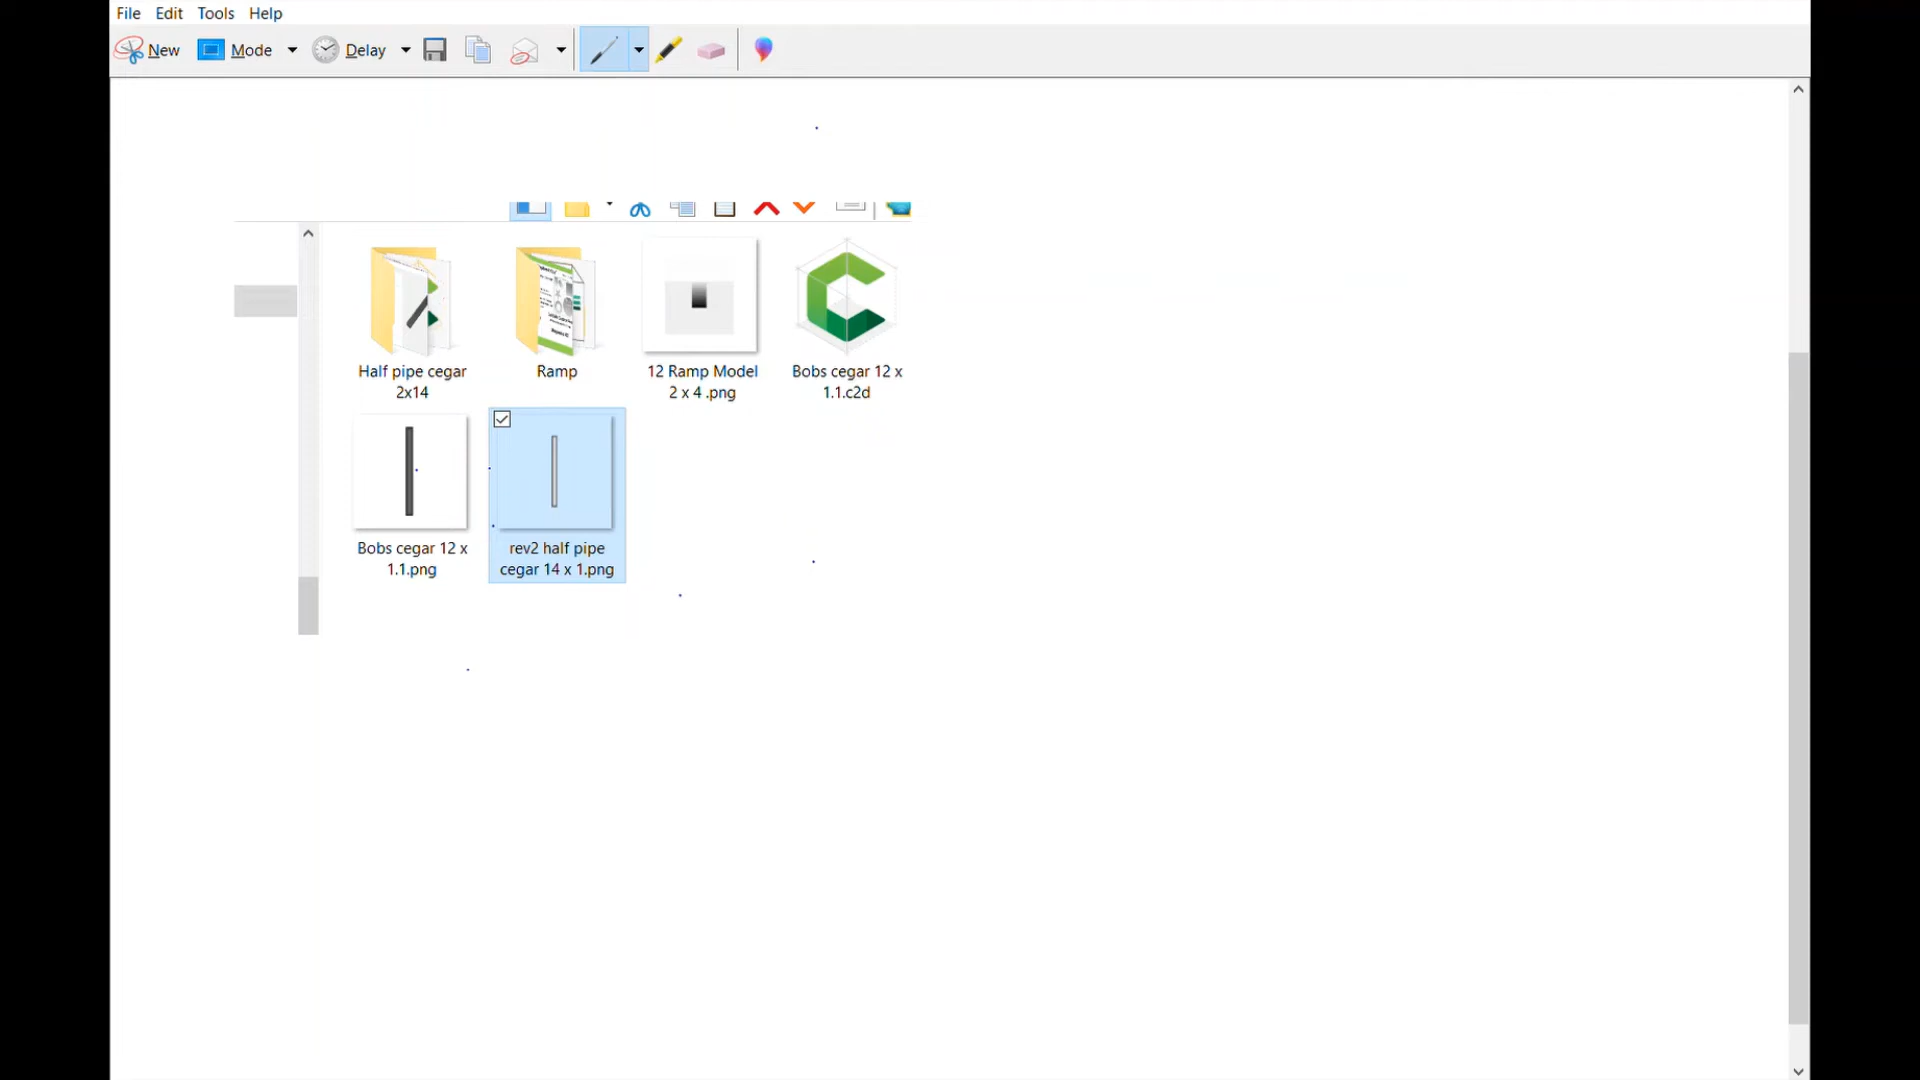 File Edit Tools Help
New Mode Delay
Half pipe cegar
2x14
Ramp
12 Ramp Model
2 x 4 .png
Bobs cegar 12 x
1.1.c2d
Bobs cegar 12 x
1.1.png
rev2 half pipe
cegar 14 x 1.png